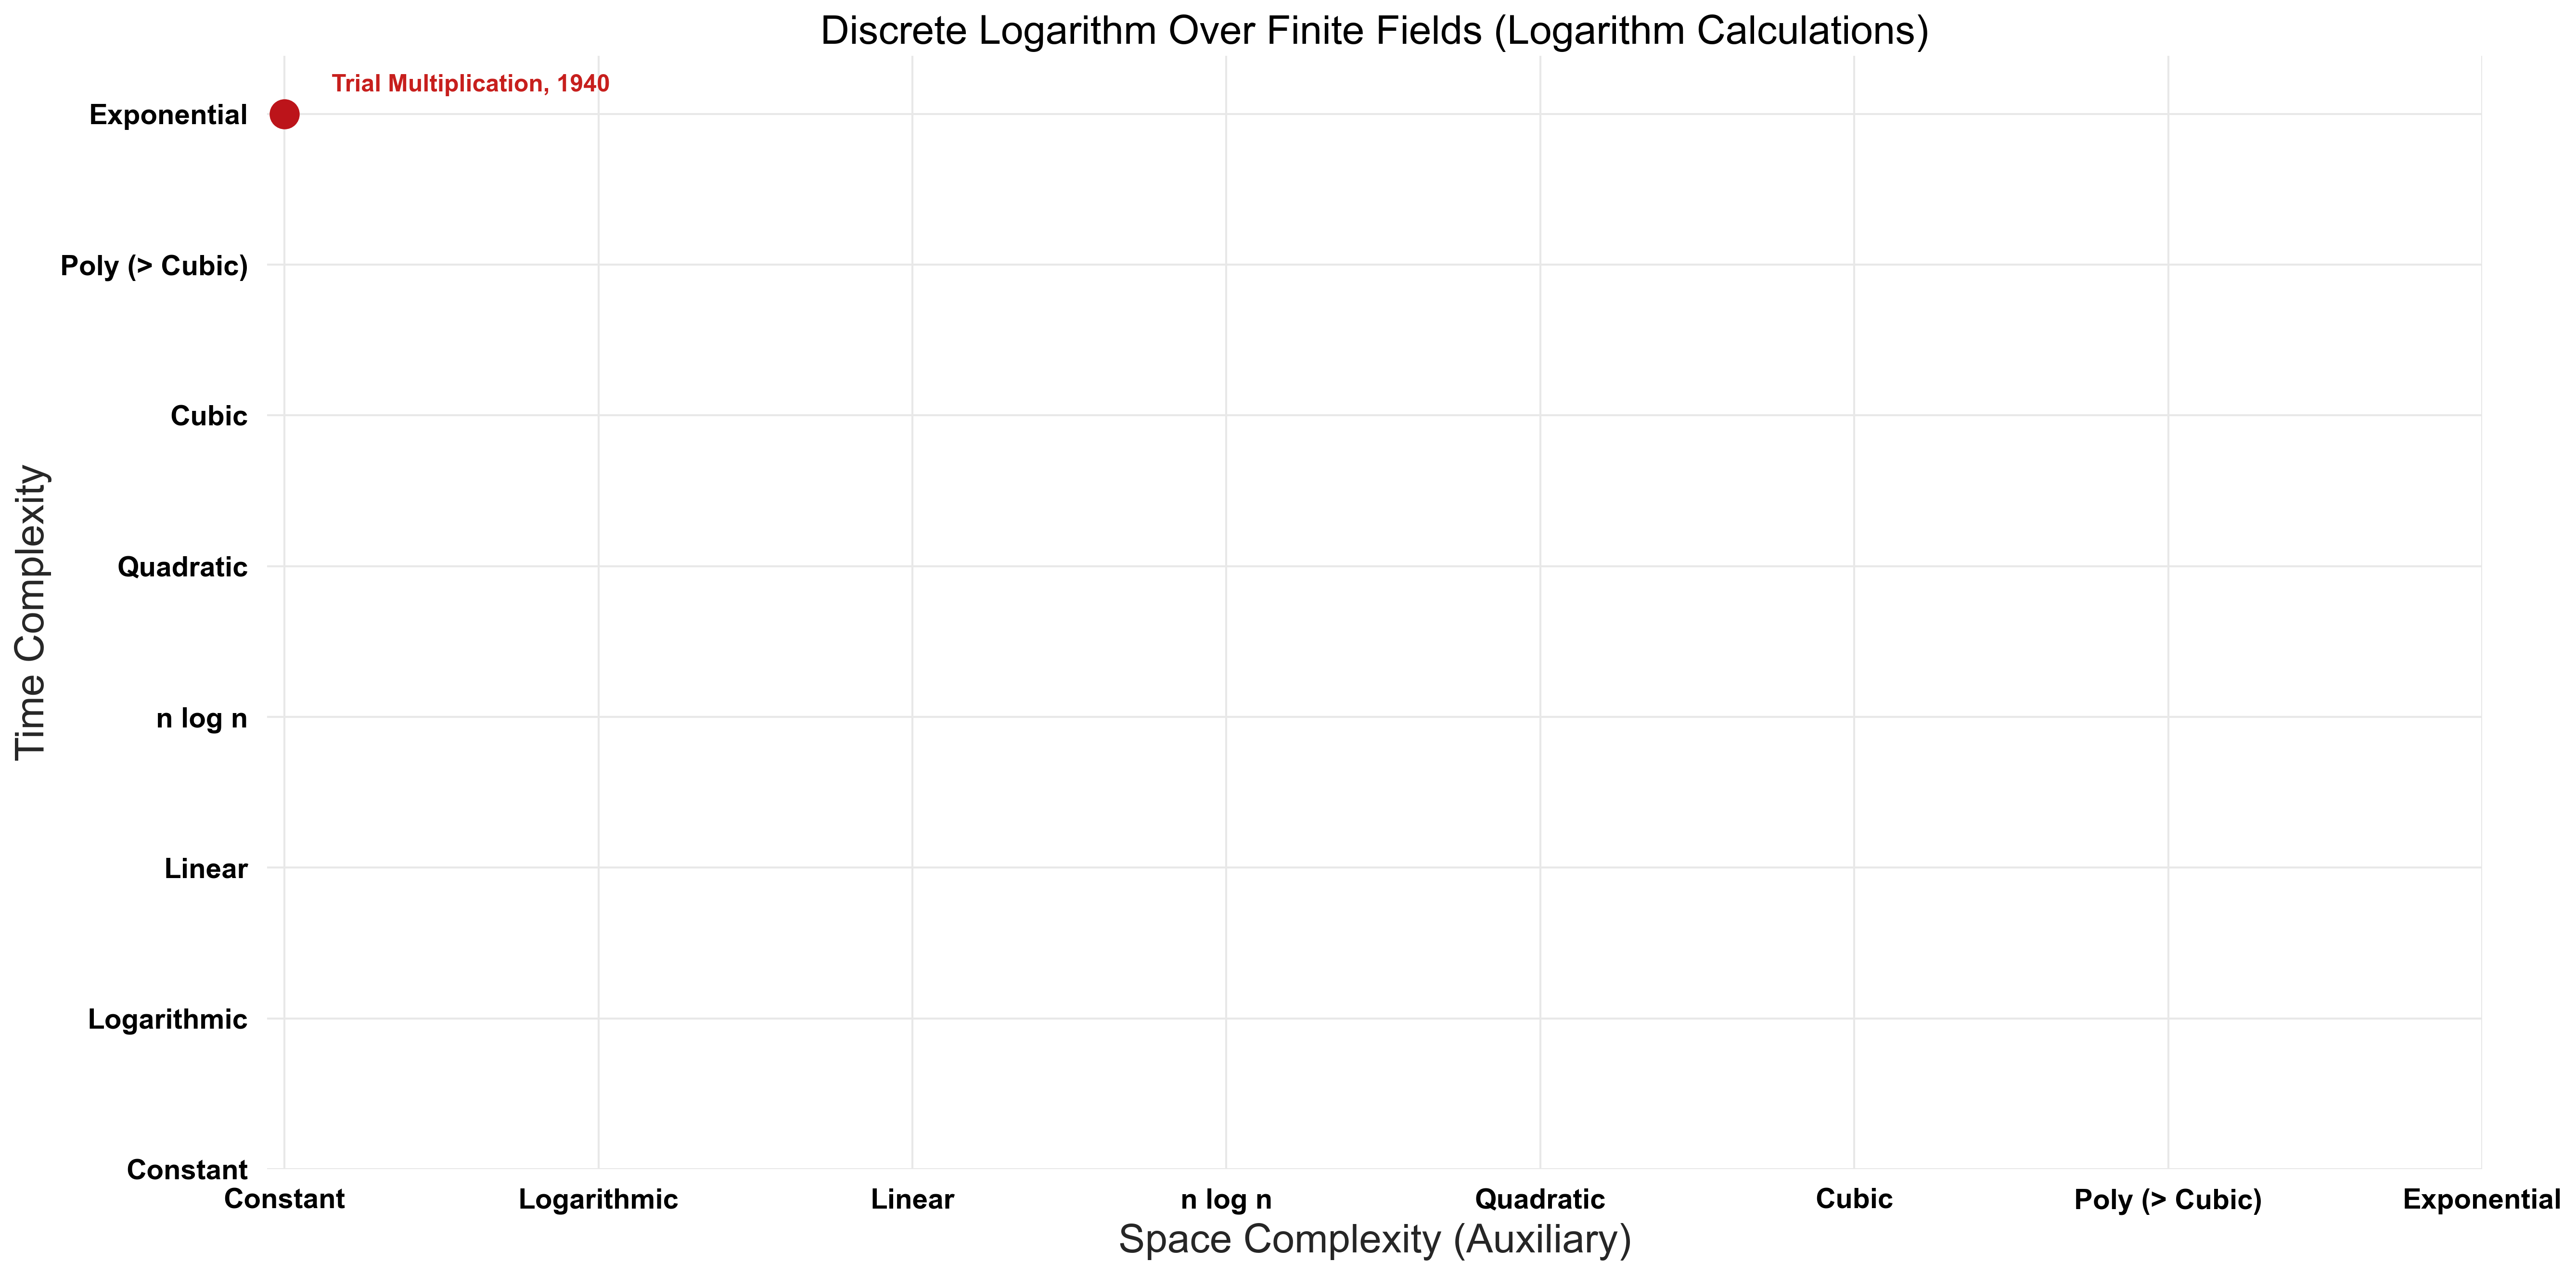 Discrete Logarithm Over Finite Fields (Logarithm Calculations)
Trial Multiplication, 1940
Time Complexity
Exponential
Poly (> Cubic)
Cubic
Quadratic
n log n
Linear
Logarithmic
Constant
Constant Logarithmic Linear n log n Quadratic Cubic Poly (> Cubic) Exponential
Space Complexity (Auxiliary)